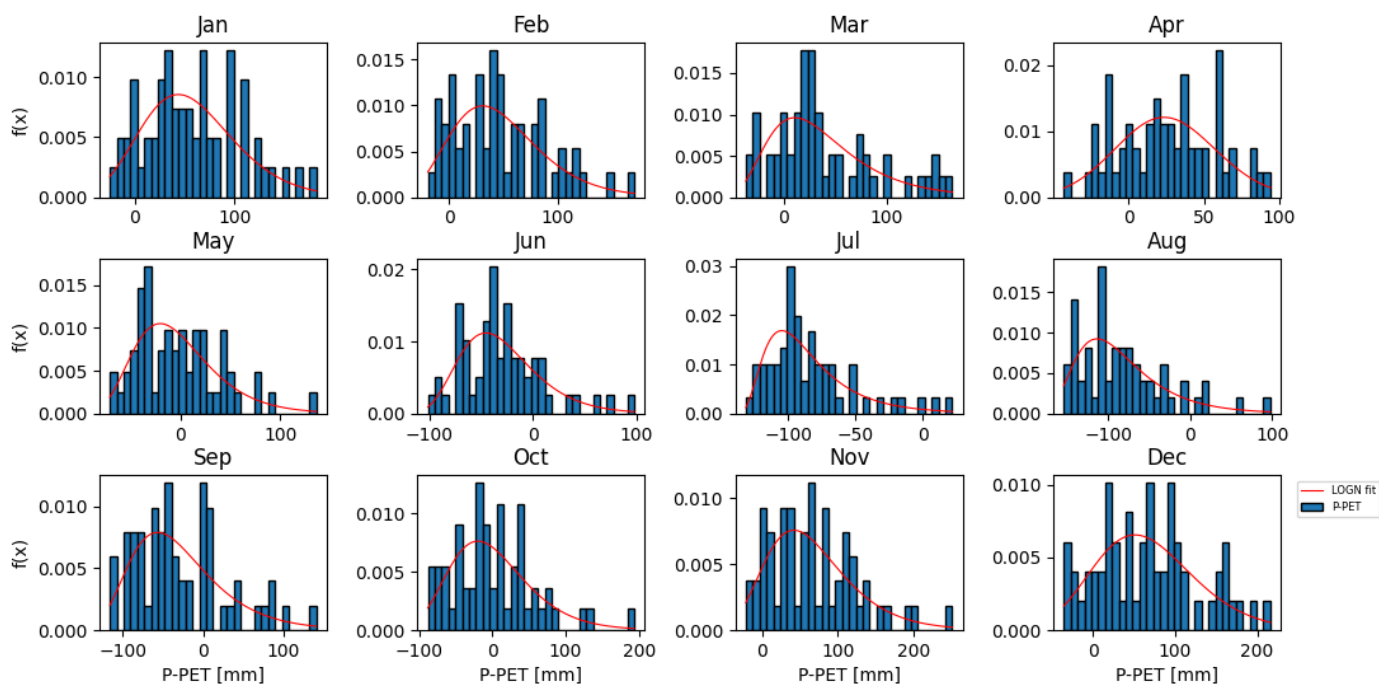 Jan Feb Mar Apr
f(x)
0.010
0.005
0.000
0 100
0.015
0.010
0.005
0.000
0 100
0.015
0.010
0.005
0.000
0 100
0.02
0.01
0.00
0 50 100
May Jun Jul Aug
f(x)
0.015
0.010
0.005
0.000
0 100
0.02
0.01
0.00
−100 0 100
0.03
0.02
0.01
0.00
−100 −50 0
0.015
0.010
0.005
0.000
−100 0 100
Sep Oct Nov Dec
f(x)
0.010
0.005
0.000
−100 0 100
P-PET [mm]
0.010
0.005
0.000
−100 0 100 200
P-PET [mm]
0.010
0.005
0.000
0 100 200
P-PET [mm]
0.010
0.005
0.000
0 100 200
P-PET [mm]
LOGN fit
P-PET